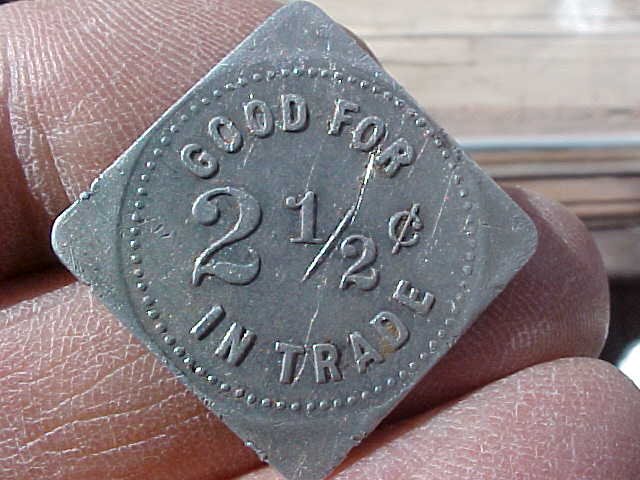 GOOD FOR
2 1/2 ¢
IN TRADE